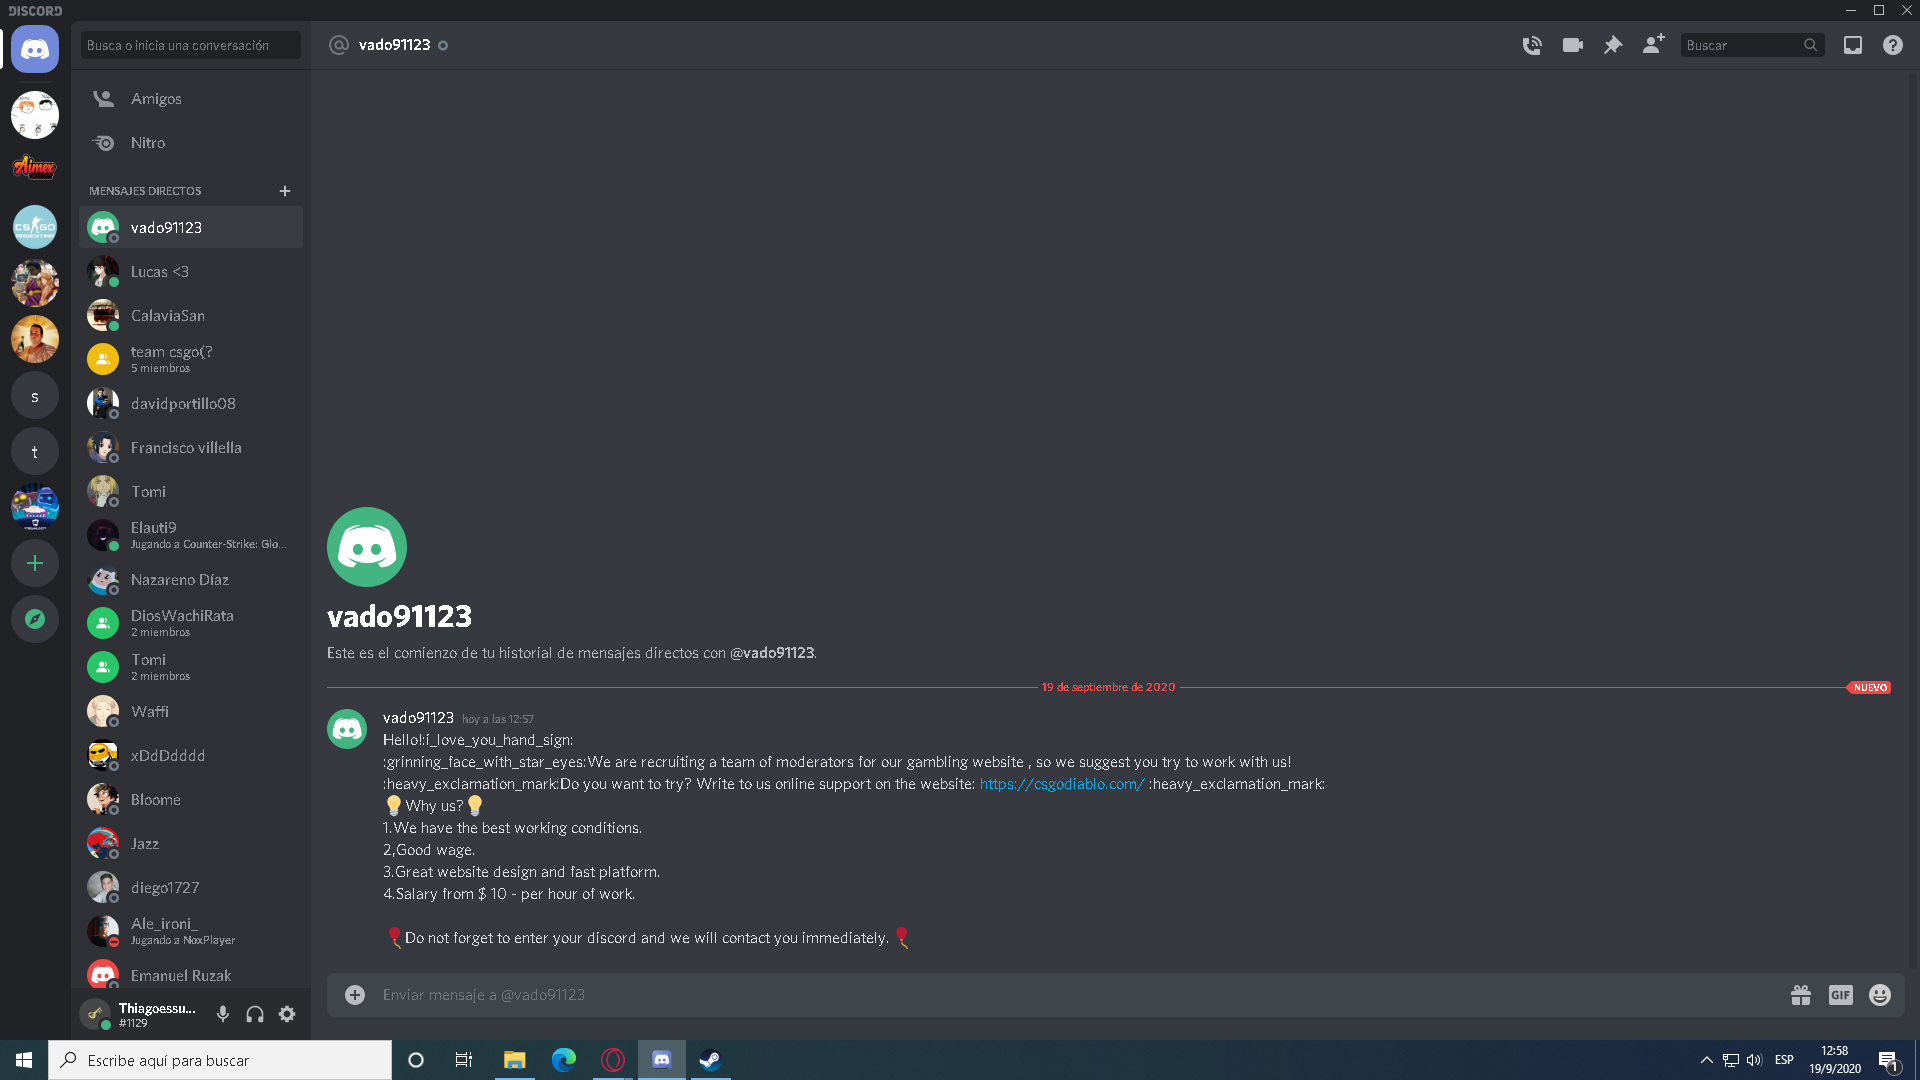 DISCORD
Busca o inicia una conversación
vado91123
Buscar
Amigos
Nitro
Aimex
MENSAJES DIRECTOS
vado91123
CS GO
Lucas <3
CalaviaSan
team csgo(?
5 miembros
s
davidportillo08
t
Francisco villella
Tomi
Elauti9
Jugando a Counter-Strike: Glo...
Nazareno Díaz
DiosWachiRata
2 miembros
Tomi
2 miembros
Waffi
xDdDdddd
Bloome
Jazz
diego1727
Ale_ironi_
Jugando a NoxPlayer
Emanuel Ruzak
Thiagoessu...
#1129
vado91123
Este es el comienzo de tu historial de mensajes directos con @vado91123.
19 de septiembre de 2020
NUEVO
vado91123 hoy a las 12:57
Hello!:i_love_you_hand_sign:
:grinning_face_with_star_eyes:We are recruiting a team of moderators for our gambling website , so we suggest you try to work with us!
:heavy_exclamation_mark:Do you want to try? Write to us online support on the website: https://csgodiablo.com/ :heavy_exclamation_mark:
💡Why us?💡
1.We have the best working conditions.
2,Good wage.
3.Great website design and fast platform.
4.Salary from $ 10 - per hour of work.
🎈Do not forget to enter your discord and we will contact you immediately. 🎈
Enviar mensaje a @vado91123
GIF
Escribe aquí para buscar
ESP
12:58
19/9/2020
1